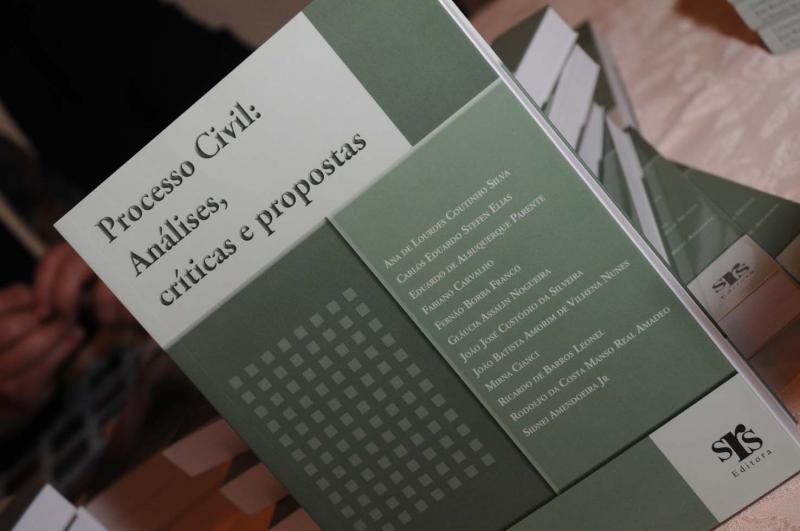 Processo Civil:
Análises,
críticas e propostas
Ana de Lourdes Coutinho Silva
Carlos Eduardo Stefen Elias
Eduardo de Albuquerque Parente
Fabiano Carvalho
Fernão Borba Franco
Gláucia Assalin Nogueira
João José Custódio da Silveira
João Batista Amorim de Vilhena Nunes
Mirna Cianci
Ricardo de Barros Leonel
Rodolfo da Costa Manso Real Amadeo
Sidnei Amendoeira Jr
srs
Editora
srs
Editora